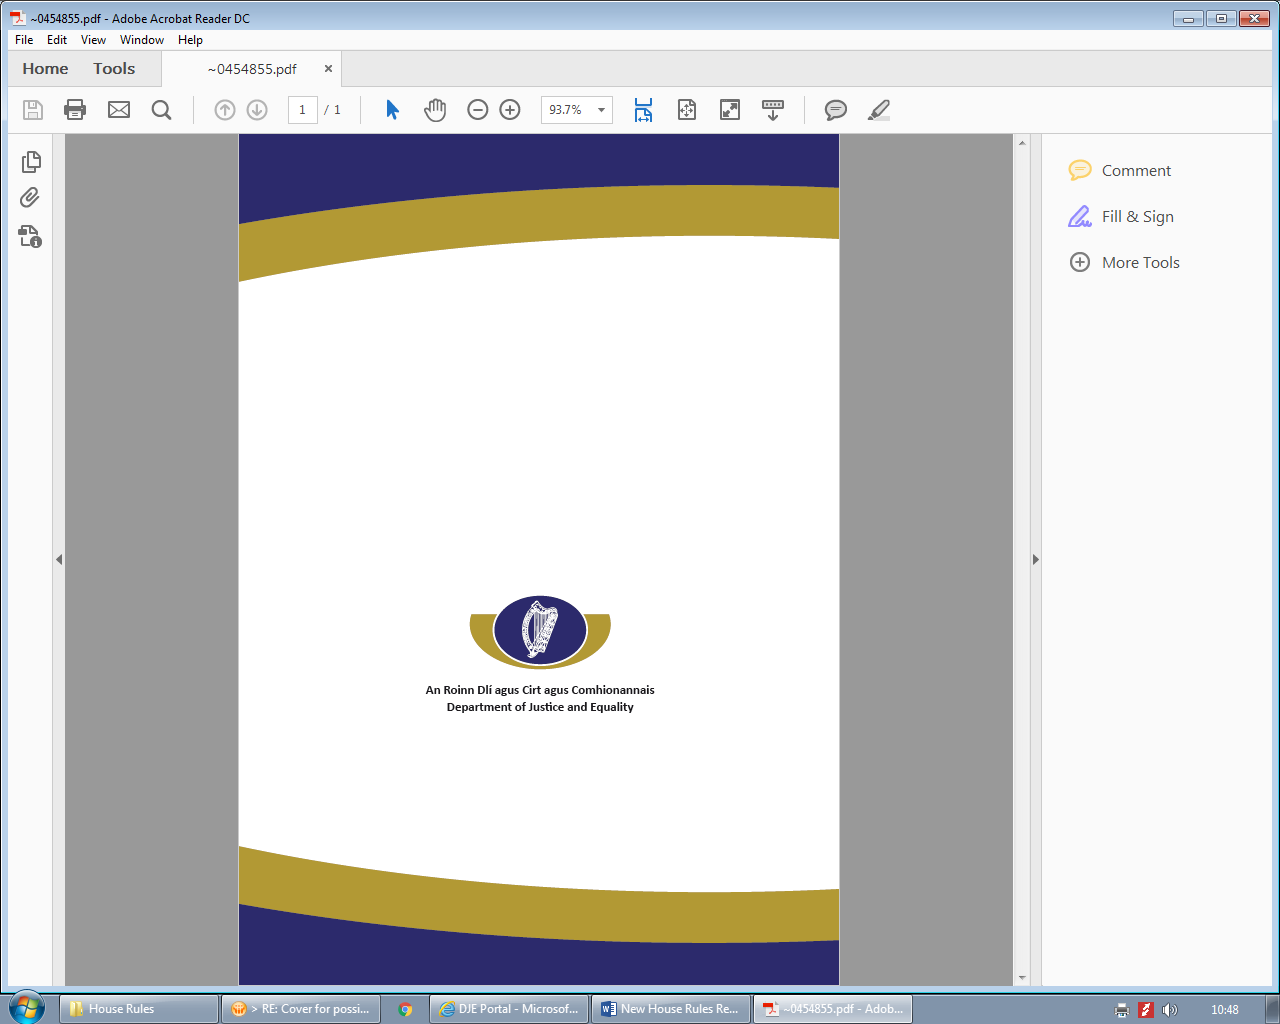 ~0454855.pdf - Adobe Acrobat Reader DC
File Edit View Window Help
Home Tools ~0454855.pdf ×
1 / 1 93.7%
Comment
Fill & Sign
More Tools
An Roinn Dlí agus Cirt agus Comhionannais
Department of Justice and Equality
House Rules > RE: Cover for possi... DJE Portal - Microsof... New House Rules Re... ~0454855.pdf - Adob... 10:48